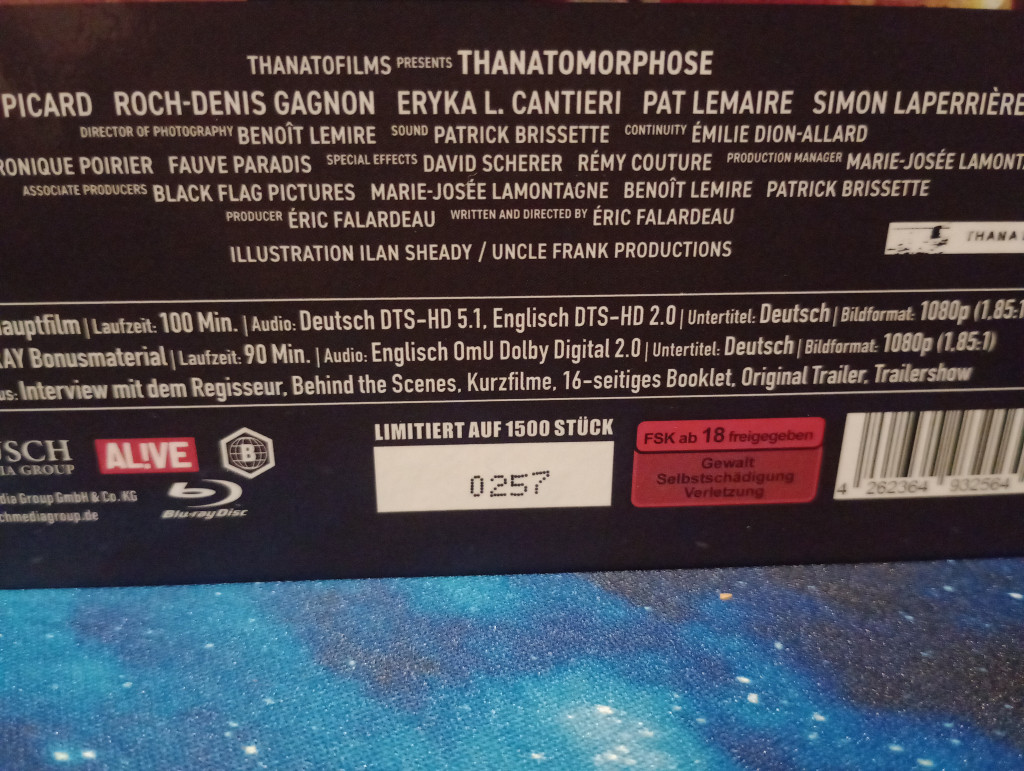 THANATOFILMS PRESENTS THANATOMORPHOSE
PICARD ROCH-DENIS GAGNON ERYKA L. CANTIERI PAT LEMAIRE SIMON LAPERRIÈRE
DIRECTOR OF PHOTOGRAPHY BENOÎT LEMIRE SOUND PATRICK BRISSETTE CONTINUITY ÉMILIE DION-ALLARD
RONIQUE POIRIER FAUVE PARADIS SPECIAL EFFECTS DAVID SCHERER RÉMY COUTURE PRODUCTION MANAGER MARIE-JOSÉE LAMONT
ASSOCIATE PRODUCERS BLACK FLAG PICTURES MARIE-JOSÉE LAMONTAGNE BENOÎT LEMIRE PATRICK BRISSETTE
PRODUCER ÉRIC FALARDEAU WRITTEN AND DIRECTED BY ÉRIC FALARDEAU
THANA
ILLUSTRATION ILAN SHEADY / UNCLE FRANK PRODUCTIONS
auptfilm | Laufzeit: 100 Min. | Audio: Deutsch DTS-HD 5.1, Englisch DTS-HD 2.0 | Untertitel: Deutsch | Bildformat: 1080p (1,85:1
RAY Bonusmaterial | Laufzeit: 90 Min. | Audio: Englisch OmU Dolby Digital 2.0 | Untertitel: Deutsch | Bildformat: 1080p (1,85:1)
us: Interview mit dem Regisseur, Behind the Scenes, Kurzfilme, 16-seitiges Booklet, Original Trailer, Trailershow
USCH
DIA GROUP
AL!VE
B
dia Group GmbH & Co. KG
chmediagroup.de
Blu-ray Disc
LIMITIERT AUF 1500 STÜCK
0257
FSK ab 18 freigegeben
Gewalt
Selbstschädigung
Verletzung
4 262364 932564